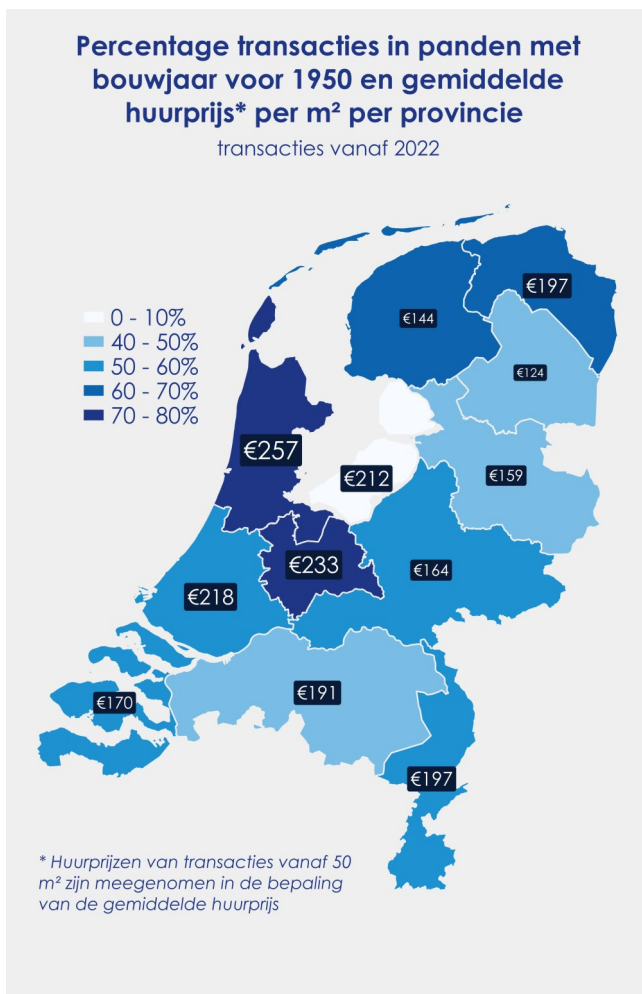 Percentage transacties in panden met
bouwjaar voor 1950 en gemiddelde
huurprijs* per m² per provincie
transacties vanaf 2022
0 - 10%
40 - 50%
50 - 60%
60 - 70%
70 - 80%
€197
€144
€124
€257
€212
€159
€233
€164
€218
€191
€170
€197
* Huurprijzen van transacties vanaf 50
m² zijn meegenomen in de bepaling
van de gemiddelde huurprijs